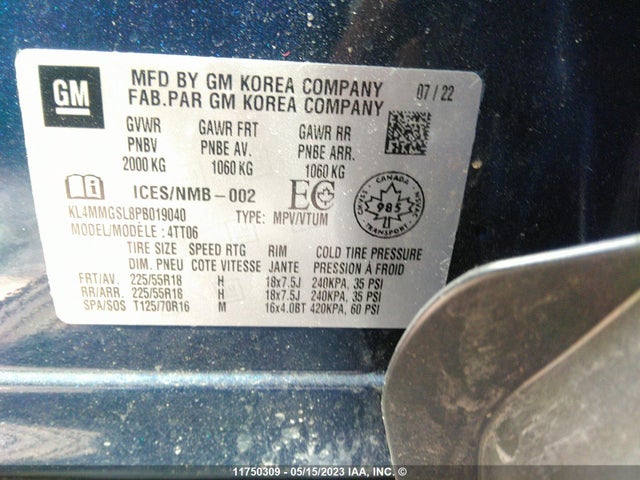 GM
MFD BY GM KOREA COMPANY
FAB.PAR GM KOREA COMPANY
07 / 22
GVWR GAWR FRT GAWR RR
PNBV PNBE AV. PNBE ARR.
2000 KG 1060 KG 1060 KG
ICES/NMB-002
EC
CANADA
985
TRANSPORT
KL4MMGSL8PB019040 TYPE: MPV/VTUM
MODEL/MODÈLE : 4TT06
TIRE SIZE SPEED RTG RIM COLD TIRE PRESSURE
DIM. PNEU COTE VITESSE JANTE PRESSION À FROID
FRT/AV. 225/55R18 H 18x7.5J 240KPA, 35 PSI
RR/ARR. 225/55R18 H 18x7.5J 240KPA, 35 PSI
SPA/SOS T125/70R16 M 16x4.0BT 420KPA, 60 PSI
11750309 - 05/15/2023 IAA, INC. ©